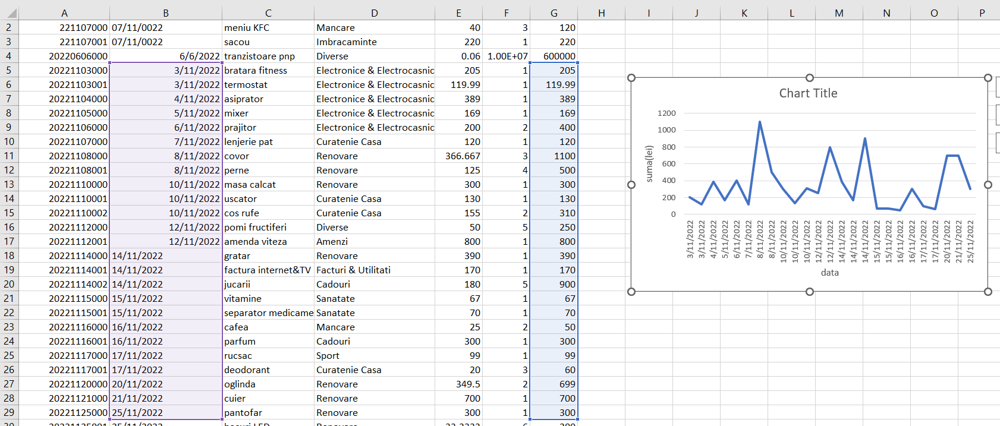 A B C D E F G H I J K L M N O P
2 221107000 07/11/0022 meniu KFC Mancare 40 3 120
3 221107001 07/11/0022 sacou Imbracaminte 220 1 220
4 20220606000 6/6/2022 tranzistoare pnp Diverse 0.06 1.00E+07 600000
5 20221103000 3/11/2022 bratara fitness Electronice & Electrocasnic 205 1 205
6 20221103001 3/11/2022 termostat Electronice & Electrocasnic 119.99 1 119.99
7 20221104000 4/11/2022 asiprator Electronice & Electrocasnic 389 1 389
8 20221105000 5/11/2022 mixer Electronice & Electrocasnic 169 1 169
9 20221106000 6/11/2022 prajitor Electronice & Electrocasnic 200 2 400
10 20221107000 7/11/2022 lenjerie pat Curatenie Casa 120 1 120
11 20221108000 8/11/2022 covor Renovare 366.667 3 1100
12 20221108001 8/11/2022 perne Renovare 125 4 500
13 20221110000 10/11/2022 masa calcat Renovare 300 1 300
14 20221110001 10/11/2022 uscator Curatenie Casa 130 1 130
15 20221110002 10/11/2022 cos rufe Curatenie Casa 155 2 310
16 20221112000 12/11/2022 pomi fructiferi Diverse 50 5 250
17 20221112001 12/11/2022 amenda viteza Amenzi 800 1 800
18 20221114000 14/11/2022 gratar Renovare 390 1 390
19 20221114001 14/11/2022 factura internet&TV Facturi & Utilitati 170 1 170
20 20221114002 14/11/2022 jucarii Cadouri 180 5 900
21 20221115000 15/11/2022 vitamine Sanatate 67 1 67
22 20221115001 15/11/2022 separator medicame Sanatate 70 1 70
23 20221116000 16/11/2022 cafea Mancare 25 2 50
24 20221116001 16/11/2022 parfum Cadouri 300 1 300
25 20221117000 17/11/2022 rucsac Sport 99 1 99
26 20221117001 17/11/2022 deodorant Curatenie Casa 20 3 60
27 20221120000 20/11/2022 oglinda Renovare 349.5 2 699
28 20221121000 21/11/2022 cuier Renovare 700 1 700
29 20221125000 25/11/2022 pantofar Renovare 300 1 300
Chart Title
1200
1000
800
600
400
200
0
suma(lei)
3/11/2022
3/11/2022
4/11/2022
5/11/2022
6/11/2022
7/11/2022
8/11/2022
8/11/2022
10/11/2022
10/11/2022
10/11/2022
12/11/2022
12/11/2022
14/11/2022
14/11/2022
14/11/2022
15/11/2022
15/11/2022
16/11/2022
16/11/2022
17/11/2022
17/11/2022
20/11/2022
21/11/2022
25/11/2022
data